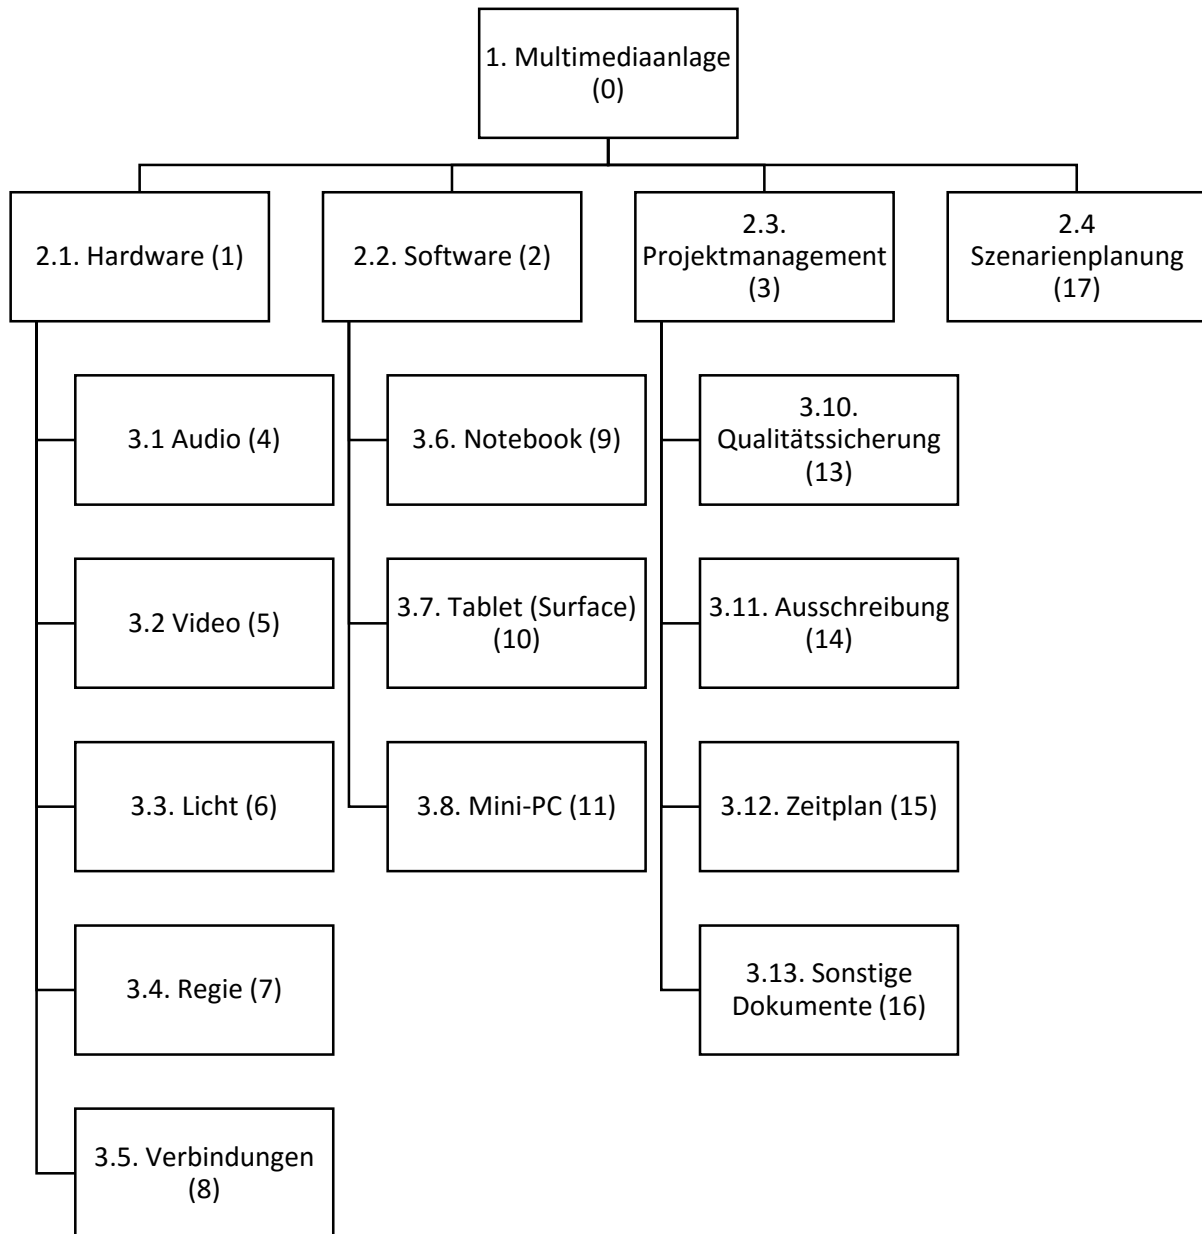 1. Multimediaanlage
(0)
2.1. Hardware (1)
2.2. Software (2)
2.3.
Projektmanagement
(3)
2.4
Szenarienplanung
(17)
3.1 Audio (4)
3.2 Video (5)
3.3. Licht (6)
3.4. Regie (7)
3.5. Verbindungen
(8)
3.6. Notebook (9)
3.7. Tablet (Surface)
(10)
3.8. Mini-PC (11)
3.10.
Qualitätssicherung
(13)
3.11. Ausschreibung
(14)
3.12. Zeitplan (15)
3.13. Sonstige
Dokumente (16)